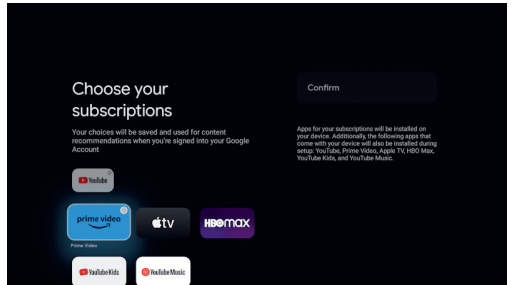 Choose your
subscriptions
Your choices will be saved and used for content
recommendations when you're signed into your Google
Account
Confirm
Apps for your subscriptions will be installed on
your device. Additionally, the following apps that
come with your device will also be installed during
setup: YouTube, Prime Video, Apple TV, HBO Max,
YouTube Kids, and YouTube Music.
YouTube
prime video
tv
HBOMAX
Prime Video
YouTube Kids
YouTube Music